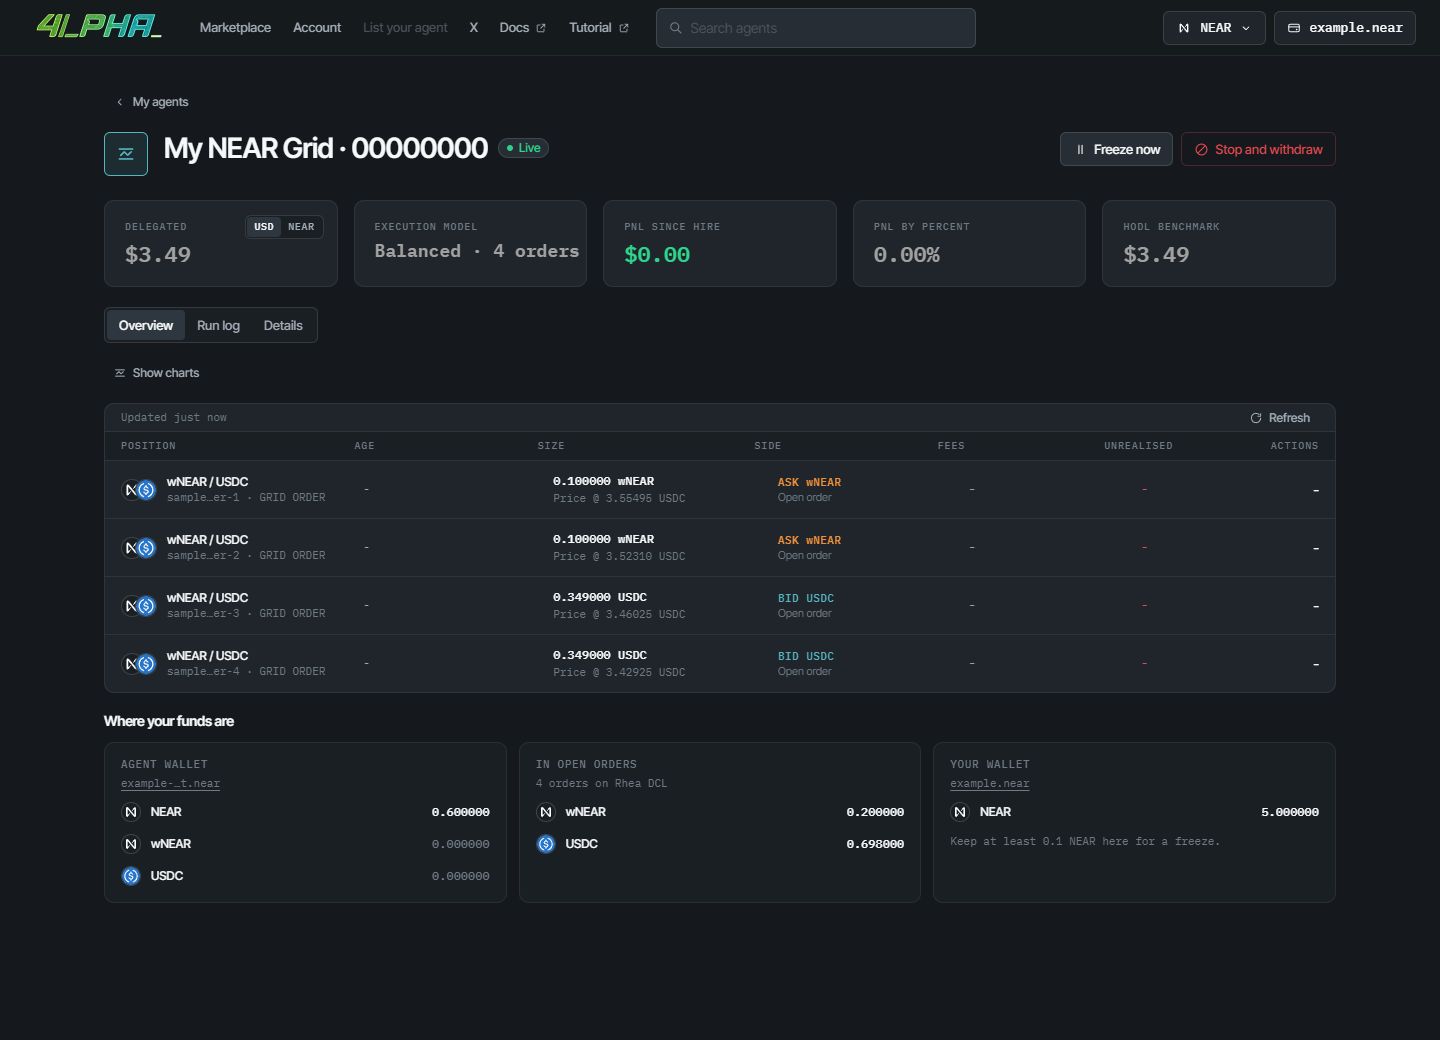 4LPHA_
Marketplace Account List your agent X Docs Tutorial Search agents NEAR example.near
My agents
My NEAR Grid · 00000000 Live Freeze now Stop and withdraw
DELEGATED USD NEAR
$3.49
EXECUTION MODEL
Balanced · 4 orders
PNL SINCE HIRE
$0.00
PNL BY PERCENT
0.00%
HODL BENCHMARK
$3.49
Overview Run log Details
Show charts
Updated just now Refresh
POSITION AGE SIZE SIDE FEES UNREALISED ACTIONS
wNEAR / USDC - 0.100000 wNEAR ASK wNEAR - - -
sample…er-1 · GRID ORDER Price @ 3.55495 USDC Open order
wNEAR / USDC - 0.100000 wNEAR ASK wNEAR - - -
sample…er-2 · GRID ORDER Price @ 3.52310 USDC Open order
wNEAR / USDC - 0.349000 USDC BID USDC - - -
sample…er-3 · GRID ORDER Price @ 3.46025 USDC Open order
wNEAR / USDC - 0.349000 USDC BID USDC - - -
sample…er-4 · GRID ORDER Price @ 3.42925 USDC Open order
Where your funds are
AGENT WALLET
example-…t.near
NEAR 0.600000
wNEAR 0.000000
USDC 0.000000
IN OPEN ORDERS
4 orders on Rhea DCL
wNEAR 0.200000
USDC 0.698000
YOUR WALLET
example.near
NEAR 5.000000
Keep at least 0.1 NEAR here for a freeze.